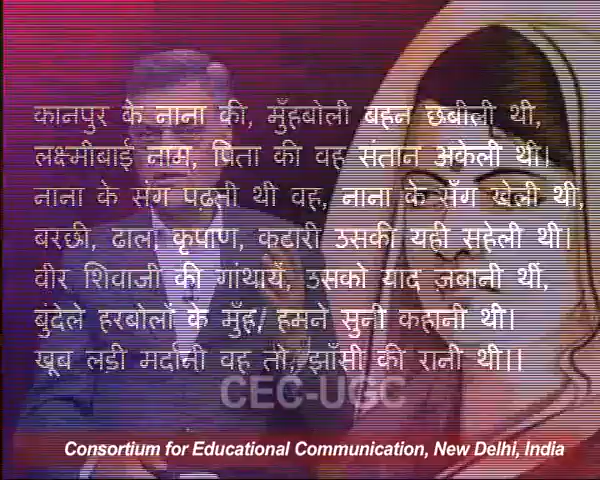 कानपुर के नाना की, मुँहबोली बहन छबीली थी,
लक्ष्मीबाई नाम, पिता की वह संतान अकेली थी।
नाना के संग पढ़ती थी वह, नाना के सँग खेली थी,
बरछी, ढाल, कृपाण, कटारी उसकी यही सहेली थी।
वीर शिवाजी की गांथायें, उसको याद ज़बानी थीं,
बुंदेले हरबोलों के मुँह/ हमने सुनी कहानी थी।
खूब लड़ी मर्दानी वह तो, झाँसी की रानी थी।।
CEC-UGC
Consortium for Educational Communication, New Delhi, India